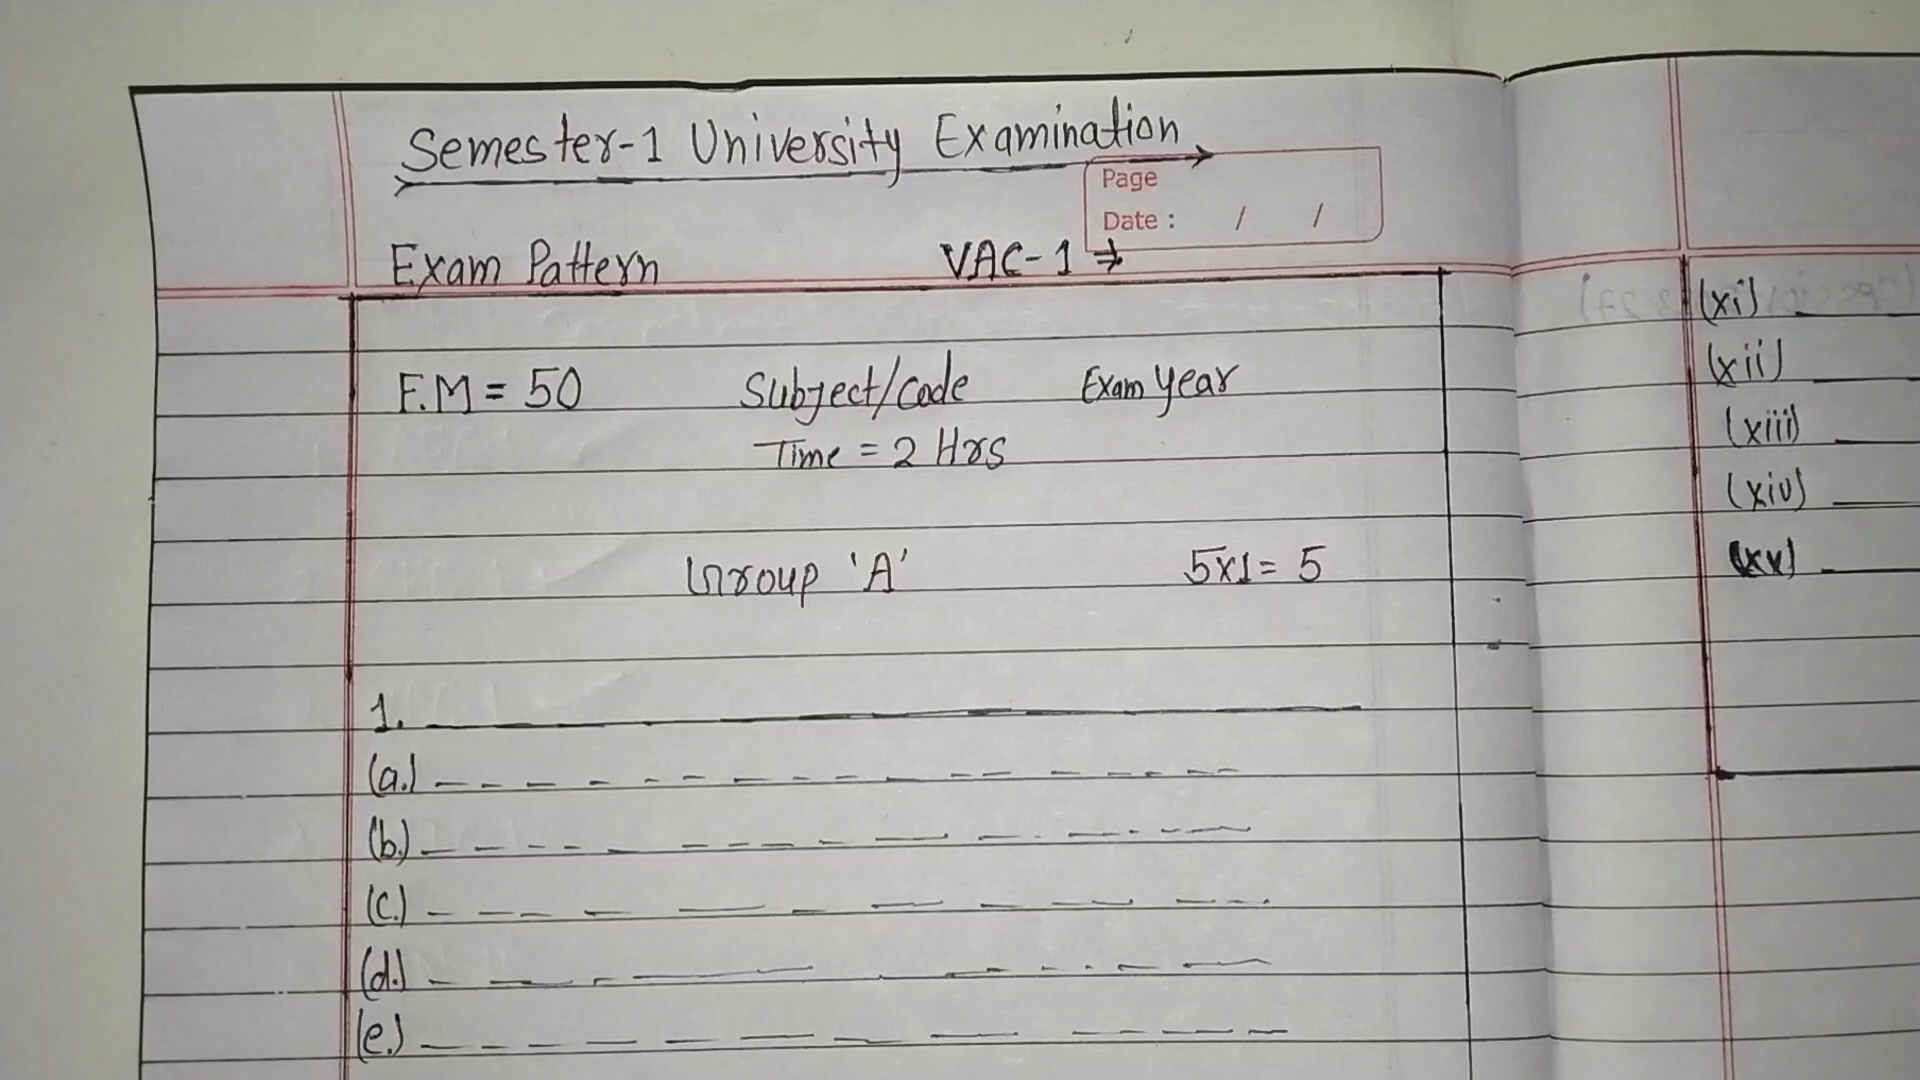 Semester-1 University Examination
Page
Date : / /
Exam Pattern VAC-1 →
F.M = 50 Subject/code Exam year
Time = 2 Hrs
Group 'A' 5x1= 5
1.
(a.)
(b.)
(c.)
(d.)
(e.)
(xi)
(xii)
(xiii)
(xiv)
(xv)